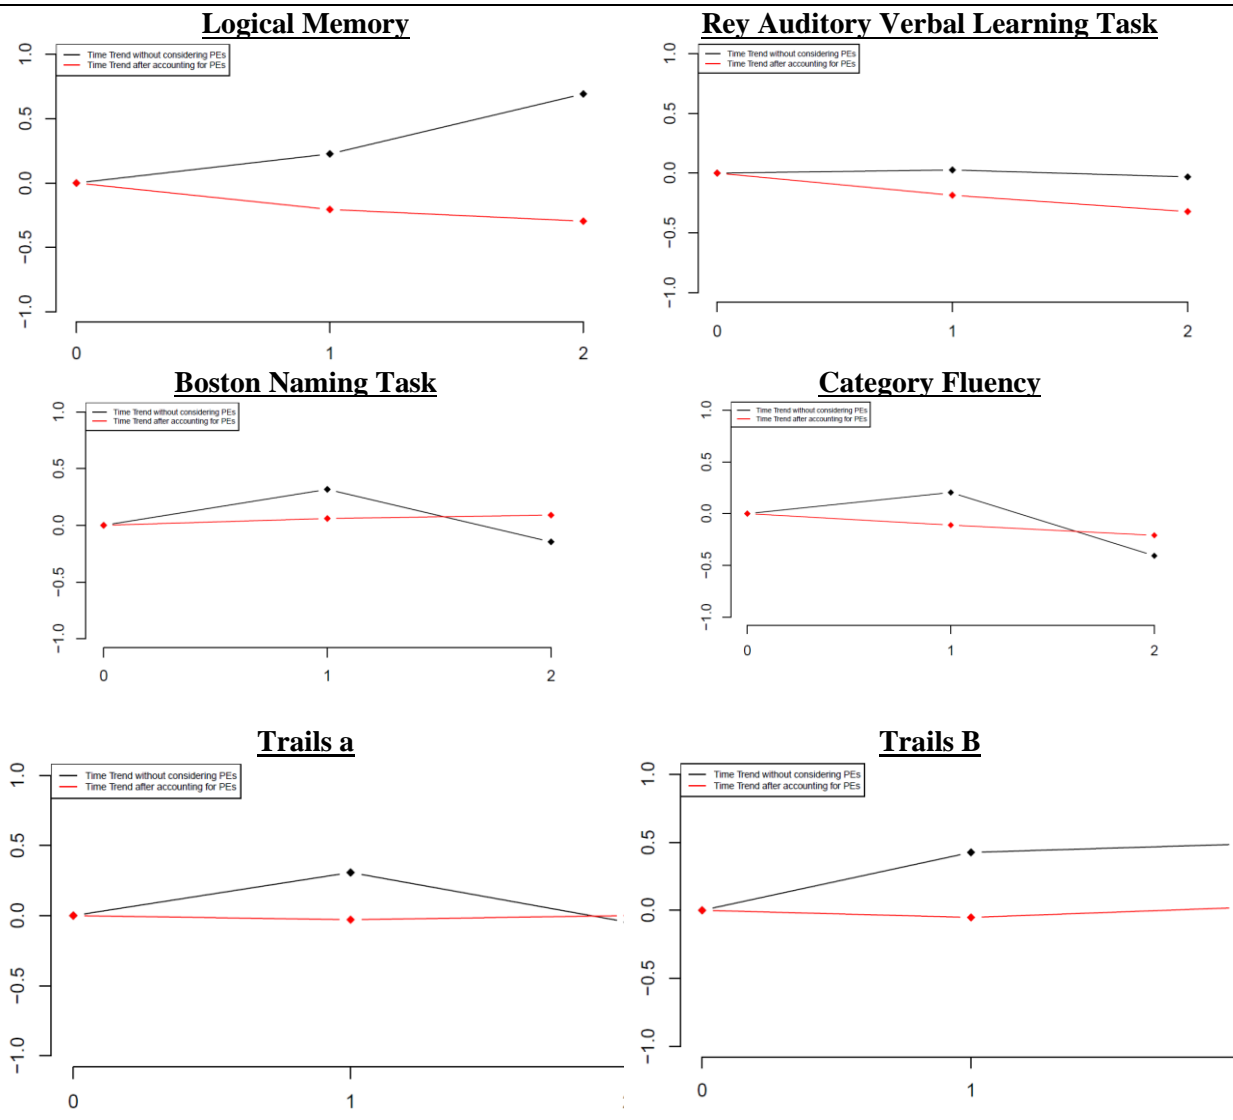 Logical Memory
Time Trend without considering PEs
Time Trend after accounting for PEs
1.0
0.5
0.0
−0.5
−1.0
0 1 2
Rey Auditory Verbal Learning Task
Time Trend without considering PEs
Time Trend after accounting for PEs
1.0
0.5
0.0
−0.5
−1.0
0 1 2
Boston Naming Task
Time Trend without considering PEs
Time Trend after accounting for PEs
1.0
0.5
0.0
−0.5
−1.0
0 1 2
Category Fluency
Time Trend without considering PEs
Time Trend after accounting for PEs
1.0
0.5
0.0
−0.5
−1.0
0 1 2
Trails a
Time Trend without considering PEs
Time Trend after accounting for PEs
1.0
0.5
0.0
−0.5
−1.0
0 1
Trails B
Time Trend without considering PEs
Time Trend after accounting for PEs
1.0
0.5
0.0
−0.5
−1.0
0 1